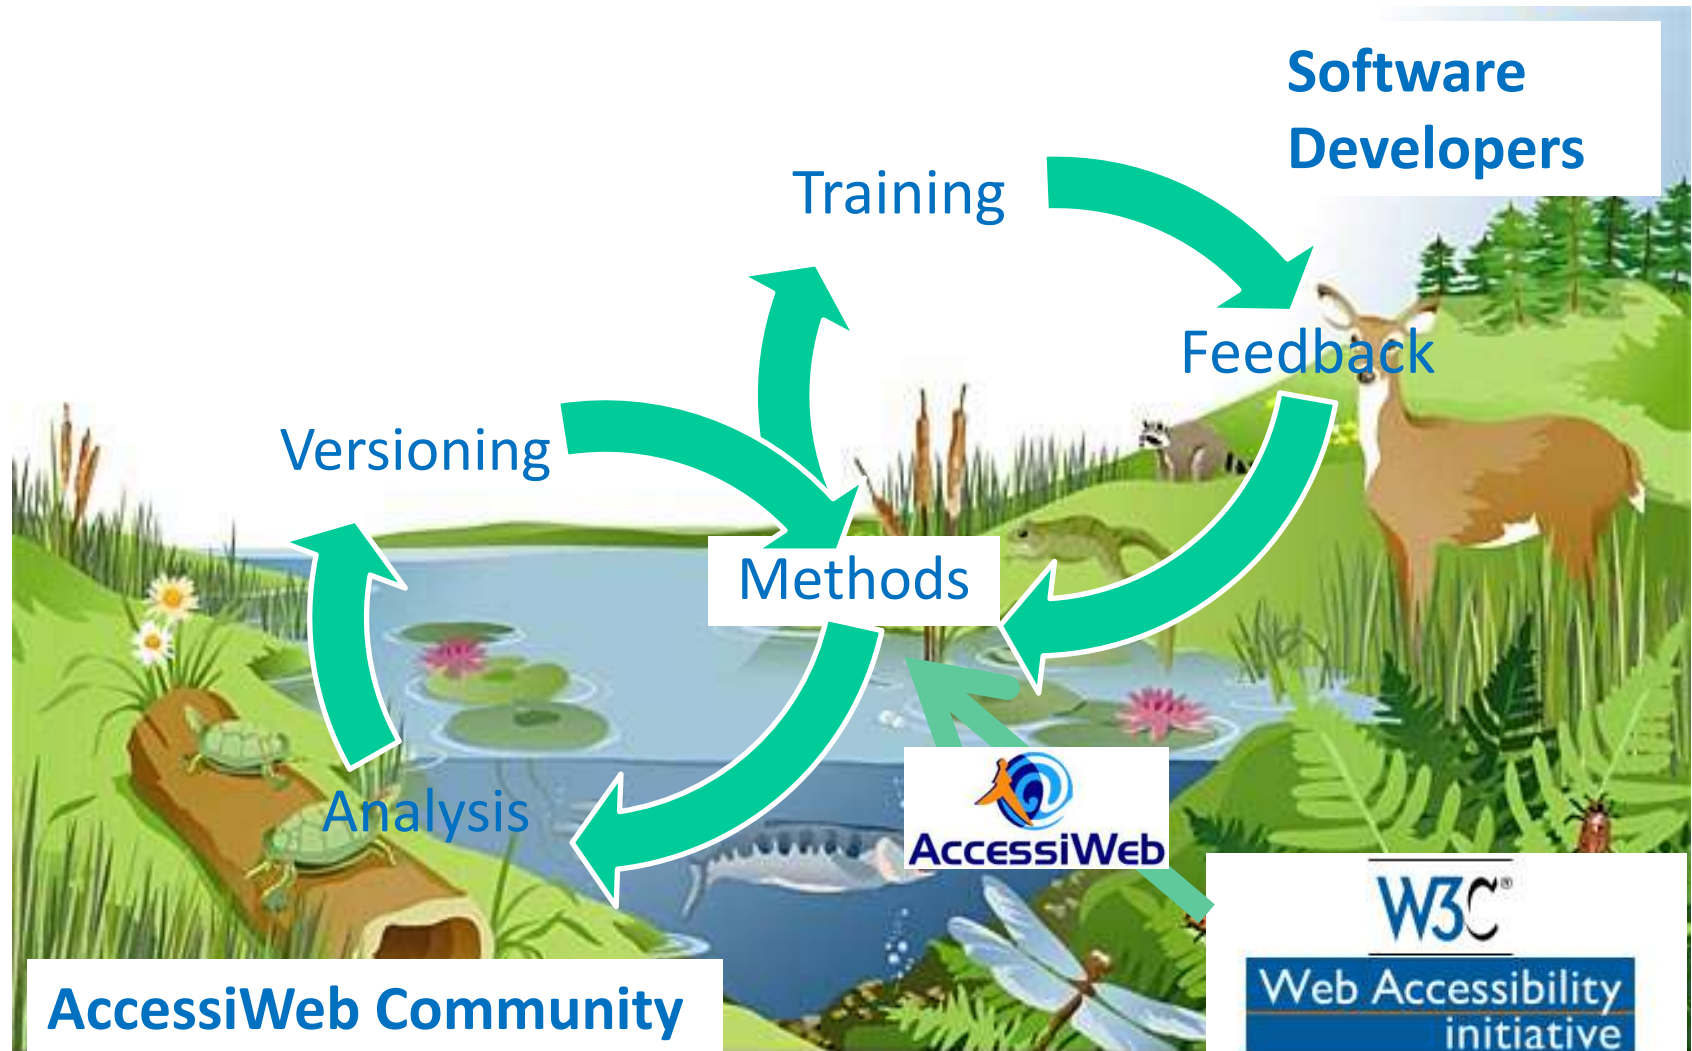 Software
Developers
Training
Feedback
Versioning
Methods
Analysis
AccessiWeb
W3C®
Web Accessibility
initiative
AccessiWeb Community